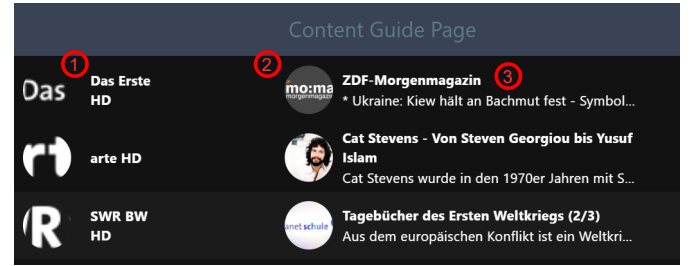 Content Guide Page
1
2
Das
Das Erste
HD
mo:ma
morgenmagazin
ZDF-Morgenmagazin
3
* Ukraine: Kiew hält an Bachmut fest - Symbol...
rt
arte HD
Cat Stevens - Von Steven Georgiou bis Yusuf
Islam
Cat Stevens wurde in den 1970er Jahren mit S...
R
SWR BW
HD
anet schule
Tagebücher des Ersten Weltkriegs (2/3)
Aus dem europäischen Konflikt ist ein Weltkri...